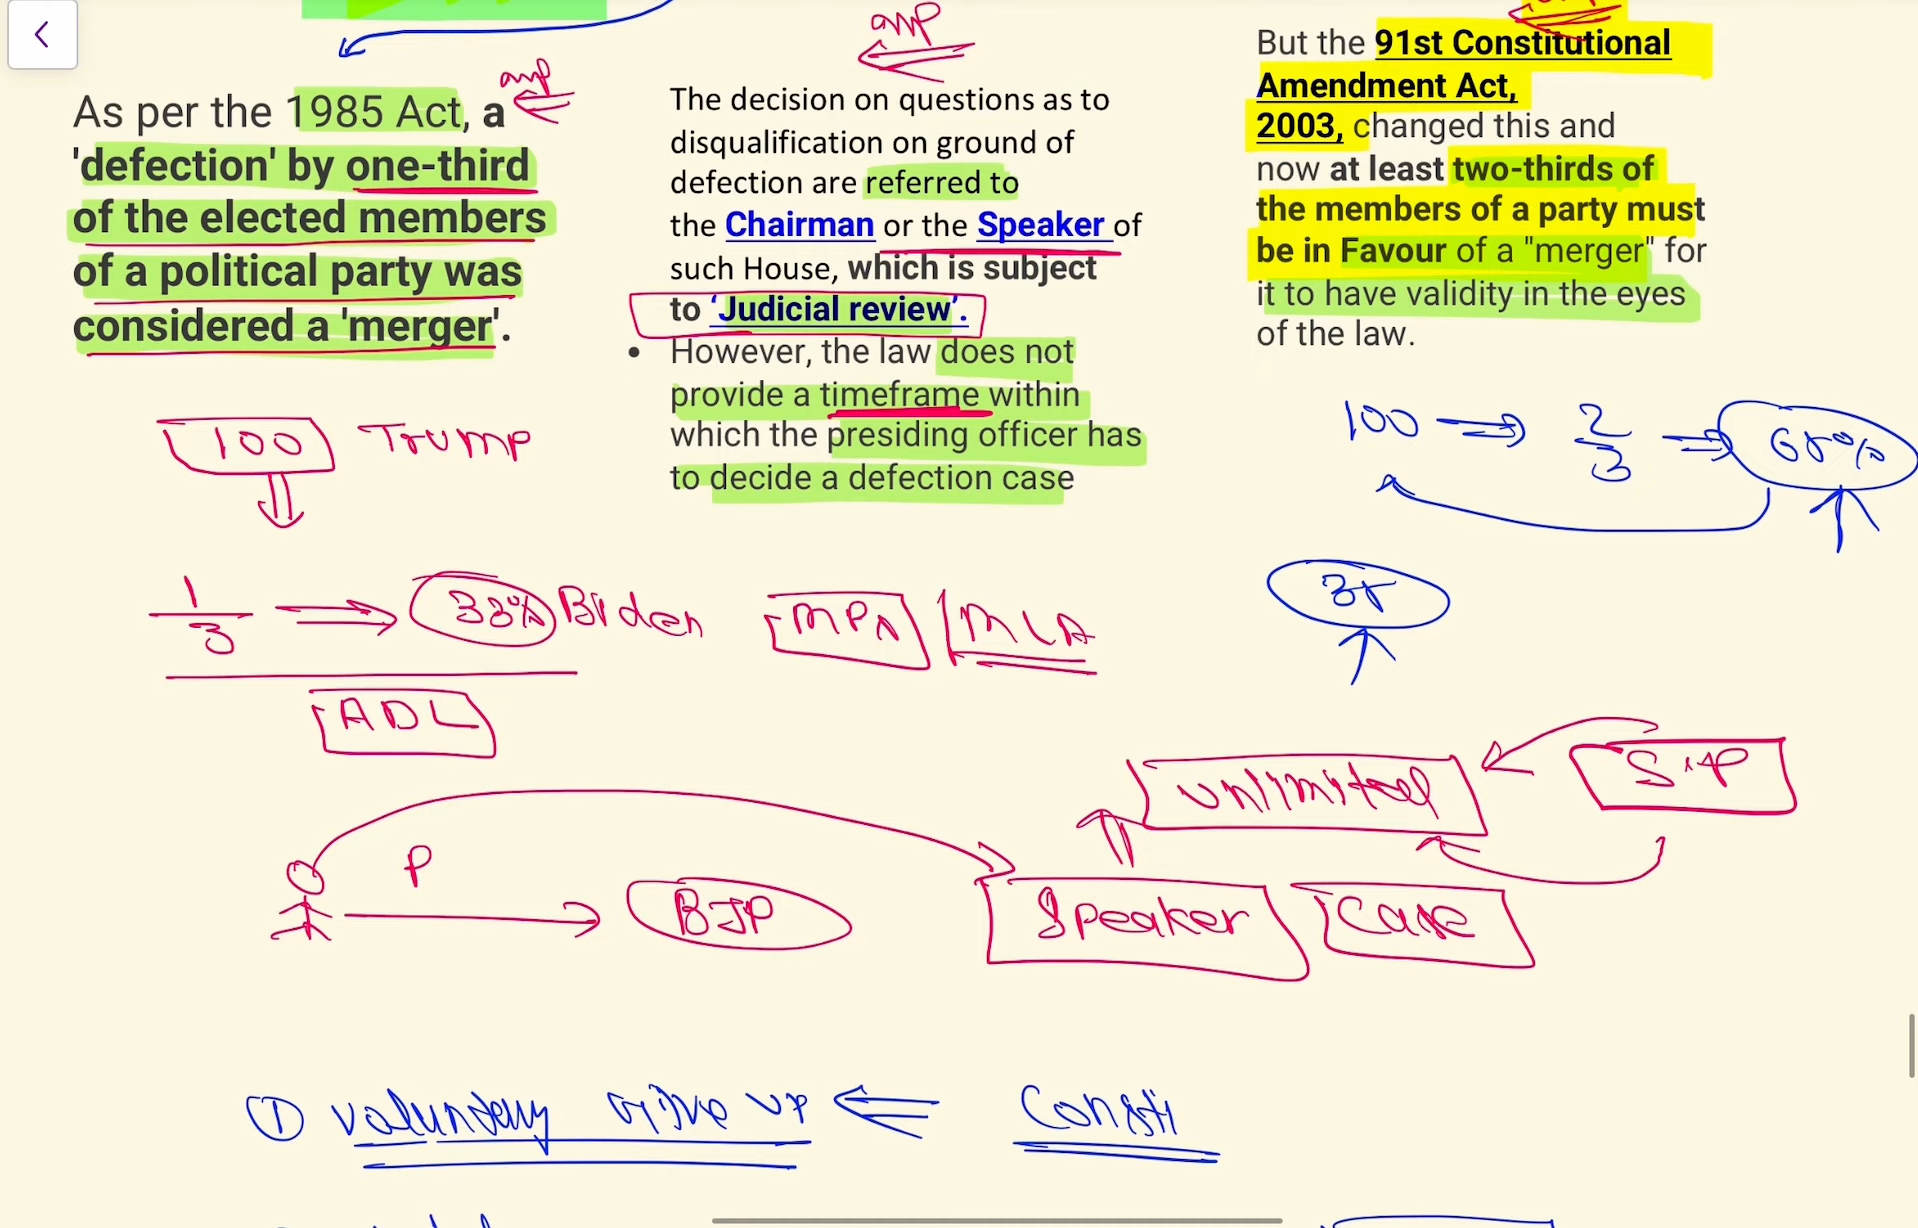 amp
As per the 1985 Act, a
'defection' by one-third
of the elected members
of a political party was
considered a 'merger'.
amp
The decision on questions as to
disqualification on ground of
defection are referred to
the Chairman or the Speaker of
such House, which is subject
to ‘Judicial review’.
• However, the law does not
provide a timeframe within
which the presiding officer has
to decide a defection case
But the 91st Constitutional
Amendment Act,
2003, changed this and
now at least two-thirds of
the members of a party must
be in Favour of a "merger" for
it to have validity in the eyes
of the law.
100 Trump
100 2/3
1/3 33% Biden
MLA
ADL
unlimited
P
BJP
Speaker Case
① give up Consti